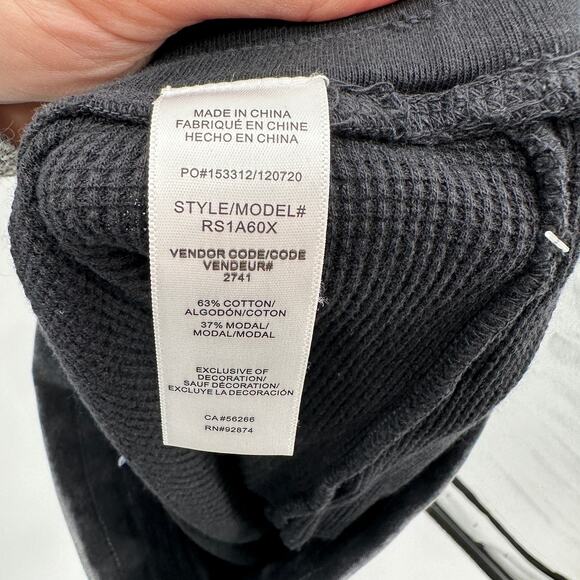 MADE IN CHINA
FABRIQUÉ EN CHINE
HECHO EN CHINA
PO#153312/120720
STYLE/MODEL#
RS1A60X
VENDOR CODE/CODE
VENDEUR#
2741
63% COTTON/
ALGODÓN/COTON
37% MODAL/
MODAL/MODAL
EXCLUSIVE OF
DECORATION/
SAUF DÉCORATION/
EXCLUYE LA DECORACIÓN
CA#56266
RN#92874